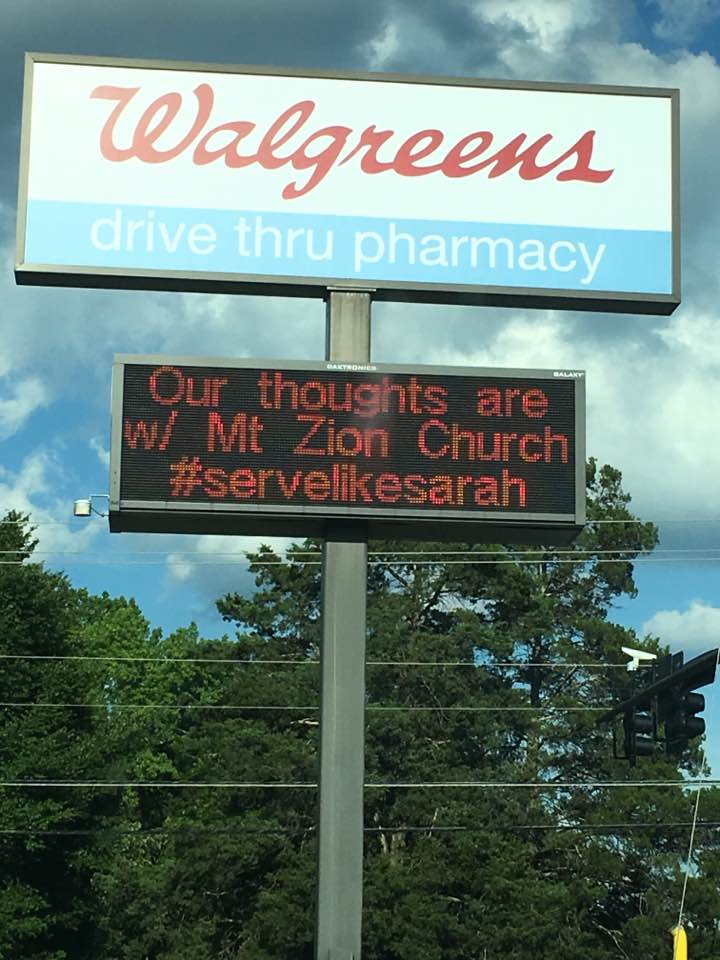 Walgreens
drive thru pharmacy
DAKTRONICS
GALAXY
Our thoughts are
w/ Mt Zion Church
#servelikesarah